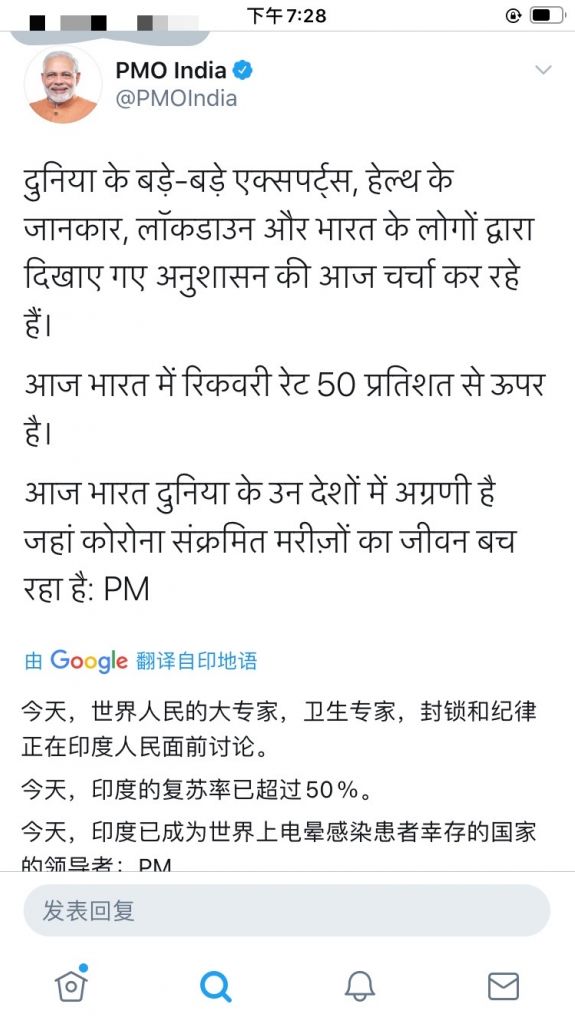 下午7:28
PMO India
@PMOIndia
दुनिया के बड़े-बड़े एक्सपर्ट्स, हेल्थ के
जानकार, लॉकडाउन और भारत के लोगों द्वारा
दिखाए गए अनुशासन की आज चर्चा कर रहे
हैं।
आज भारत में रिकवरी रेट 50 प्रतिशत से ऊपर
है।
आज भारत दुनिया के उन देशों में अग्रणी है
जहां कोरोना संक्रमित मरीज़ों का जीवन बच
रहा है: PM
由 Google 翻译自印地语
今天，世界人民的大专家，卫生专家，封锁和纪律
正在印度人民面前讨论。
今天，印度的复苏率已超过50％。
今天，印度已成为世界上电晕感染患者幸存的国家
的领导者：PM
发表回复